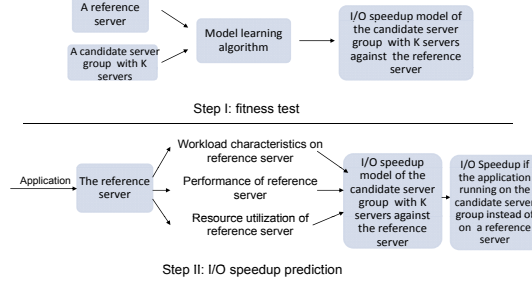 A reference
server
A candidate server
group with K
servers
Model learning
algorithm
I/O speedup model of
the candidate server
group with K servers
against the reference
server
Step I: fitness test
Application
The reference
server
Workload characteristics on
reference server
Performance of reference
server
Resource utilization of
reference server
I/O speedup
model of the
candidate server
group with K
servers against
the reference
server
I/O Speedup if
the application
running on the
candidate server
group instead of
on a reference
server
Step II: I/O speedup prediction